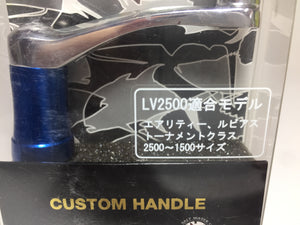 LV2500適合モデル
エアリティー、ルビアス
トーナメントクラス
2500〜1500サイズ
CUSTOM HANDLE